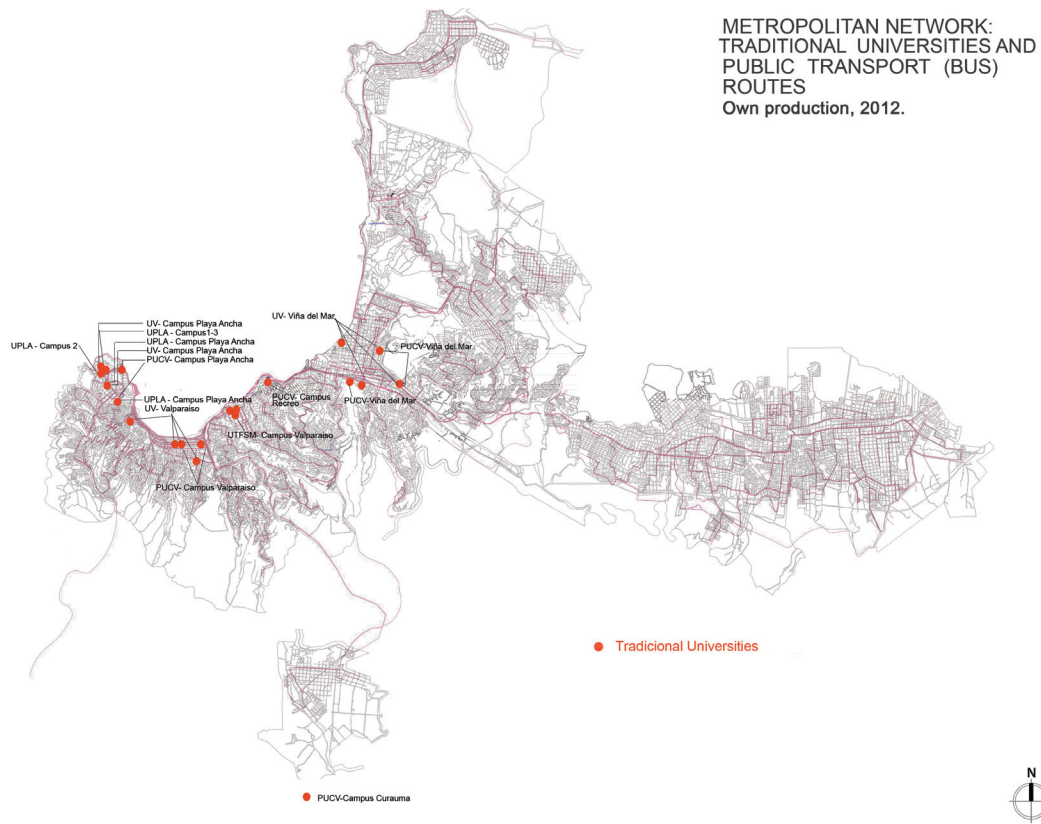 METROPOLITAN NETWORK:
TRADITIONAL UNIVERSITIES AND
PUBLIC TRANSPORT (BUS)
ROUTES
Own production, 2012.
UV- Viña del Mar
UV- Campus Playa Ancha
UPLA - Campus1-3
UPLA - Campus 2
UPLA - Campus Playa Ancha
UV- Campus Playa Ancha
PUCV- Campus Playa Ancha
PUCV-Viña del Mar
PUCV-Viña del Mar
PUCV- Campus
Recreo
UPLA - Campus Playa Ancha
UV- Valparaiso
UTFSM- Campus Valparaiso
PUCV- Campus Valparaiso
Tradicional Universities
PUCV-Campus Curauma
N